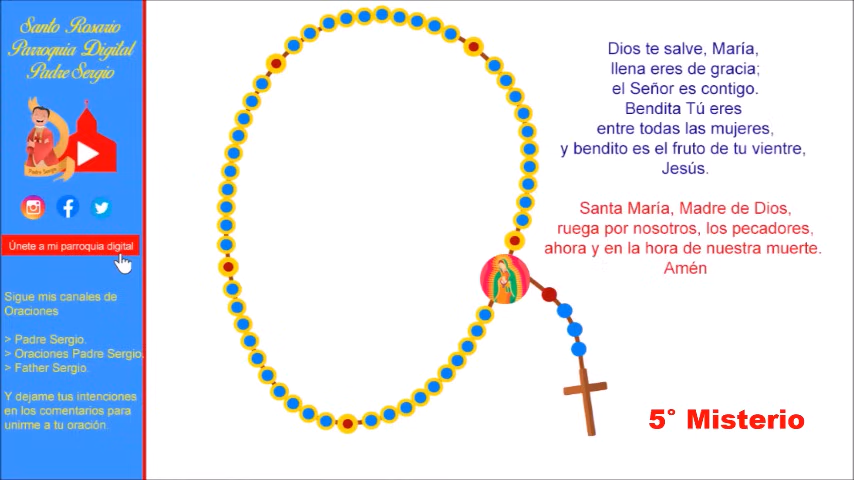 Santo Rosario
Parroquia Digital
Padre Sergio
Padre Sergio
Únete a mi parroquia digital
Sigue mis canales de
Oraciones
> Padre Sergio.
> Oraciones Padre Sergio.
> Father Sergio.
Y dejame tus intenciones
en los comentarios para
unirme a tu oración.
Dios te salve, María,
llena eres de gracia;
el Señor es contigo.
Bendita Tú eres
entre todas las mujeres,
y bendito es el fruto de tu vientre,
Jesús.
Santa María, Madre de Dios,
ruega por nosotros, los pecadores,
ahora y en la hora de nuestra muerte.
Amén
5° Misterio